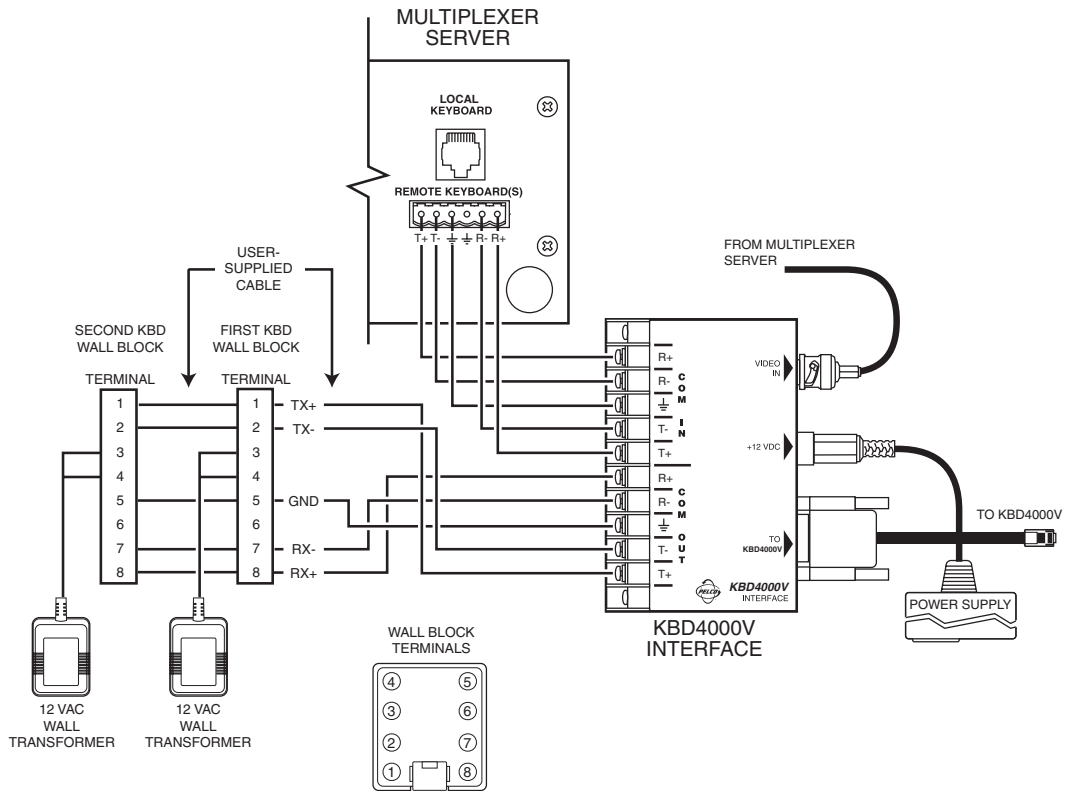 MULTIPLEXER
SERVER
LOCAL
KEYBOARD
REMOTE KEYBOARD(S)
T+ T- R- R+
USER-
SUPPLIED
CABLE
SECOND KBD
WALL BLOCK
FIRST KBD
WALL BLOCK
TERMINAL
TERMINAL
1 1 TX+
2 2 TX-
3 3
4 4
5 5 GND
6 6
7 7 RX-
8 8 RX+
12 VAC
WALL
TRANSFORMER
12 VAC
WALL
TRANSFORMER
WALL BLOCK
TERMINALS
4 5
3 6
2 7
1 8
R+
R-
T-
T+
COM IN
R+
R-
T-
T+
COM OUT
VIDEO
IN
+12 VDC
TO
KBD4000V
PELCO
KBD4000V
INTERFACE
KBD4000V
INTERFACE
FROM MULTIPLEXER
SERVER
TO KBD4000V
POWER SUPPLY